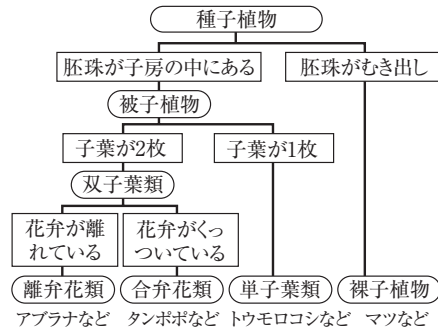 種子植物
胚珠が子房の中にある
胚珠がむき出し
被子植物
子葉が2枚
子葉が1枚
双子葉類
花弁が離
れている
花弁がくっ
ついている
離弁花類
合弁花類
単子葉類
裸子植物
アブラナなど
タンポポなど
トウモロコシなど
マツなど